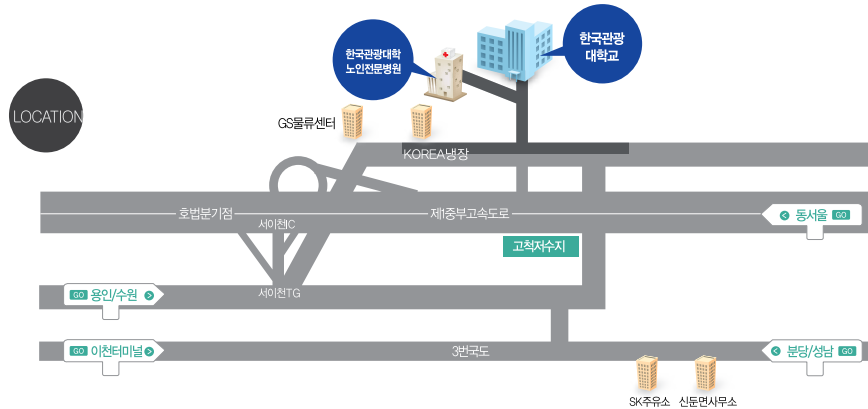 한국관광
대학교
한국관광대학
노인전문병원
LOCATION
GS물류센터
KOREA냉장
호법분기점
제1중부고속도로
동서울 GO
서이천IC
고척저수지
GO 용인/수원
서이천TG
GO 이천터미널
3번국도
분당/성남 GO
SK주유소
신둔면사무소